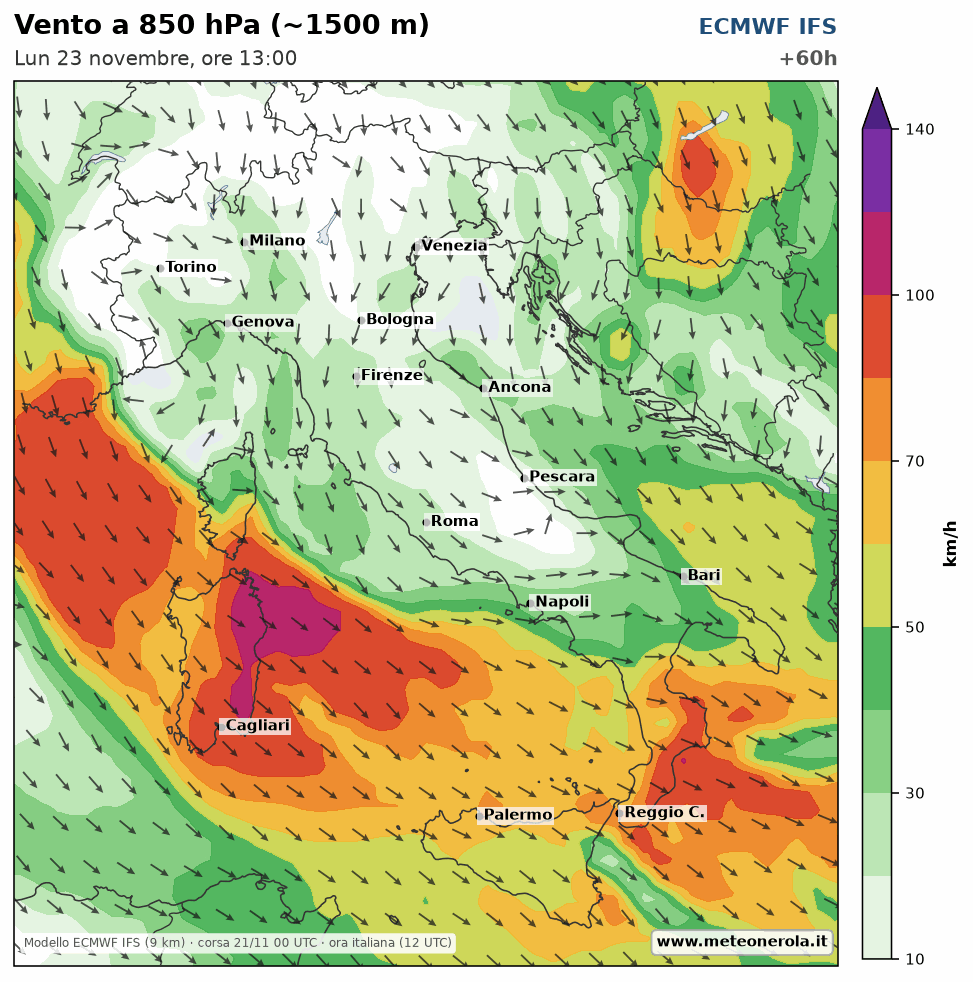 Vento a 850 hPa (~1500 m)
ECMWF IFS
Lun 23 novembre, ore 13:00
+60h
Milano
Venezia
Torino
Genova
Bologna
Firenze
Ancona
Pescara
Roma
Bari
Napoli
Cagliari
Palermo
Reggio C.
140
100
70
50
30
10
km/h
Modello ECMWF IFS (9 km) · corsa 21/11 00 UTC · ora italiana (12 UTC)
www.meteonerola.it